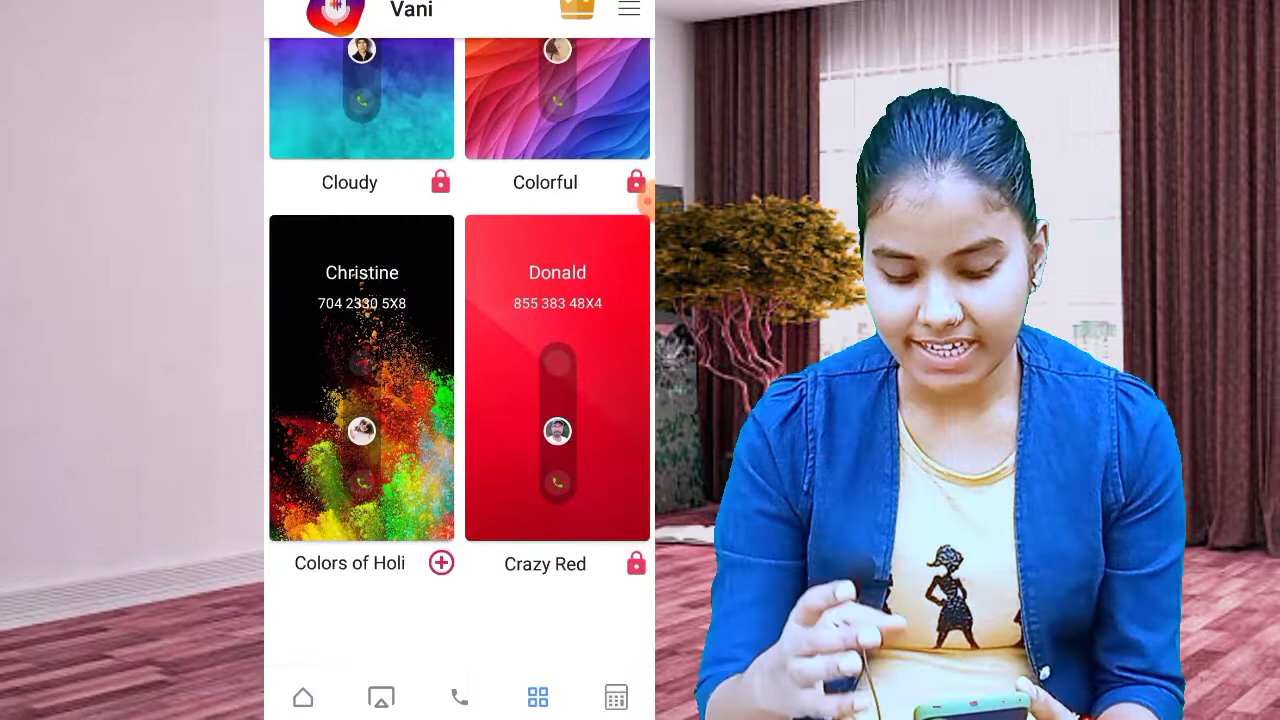 Vani
Cloudy
Colorful
Christine
704 2330 5X8
Donald
855 383 48X4
Colors of Holi
Crazy Red